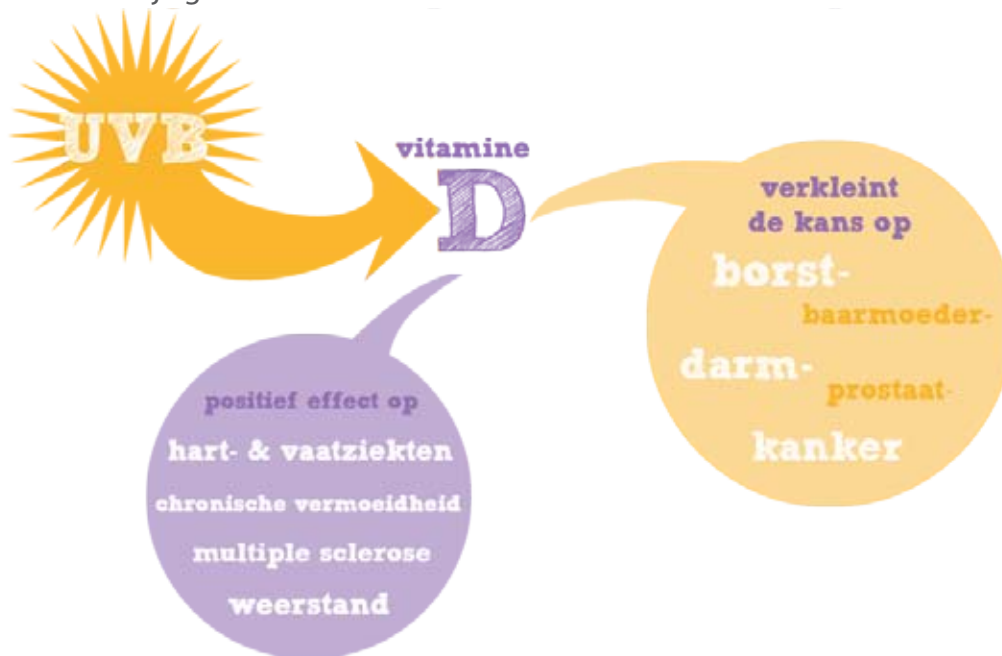 UVB
vitamine
D
verkleint
de kans op
borst-
baarmoeder-
darm-
prostaat-
kanker
positief effect op
hart- & vaatziekten
chronische vermoeidheid
multiple sclerose
weerstand